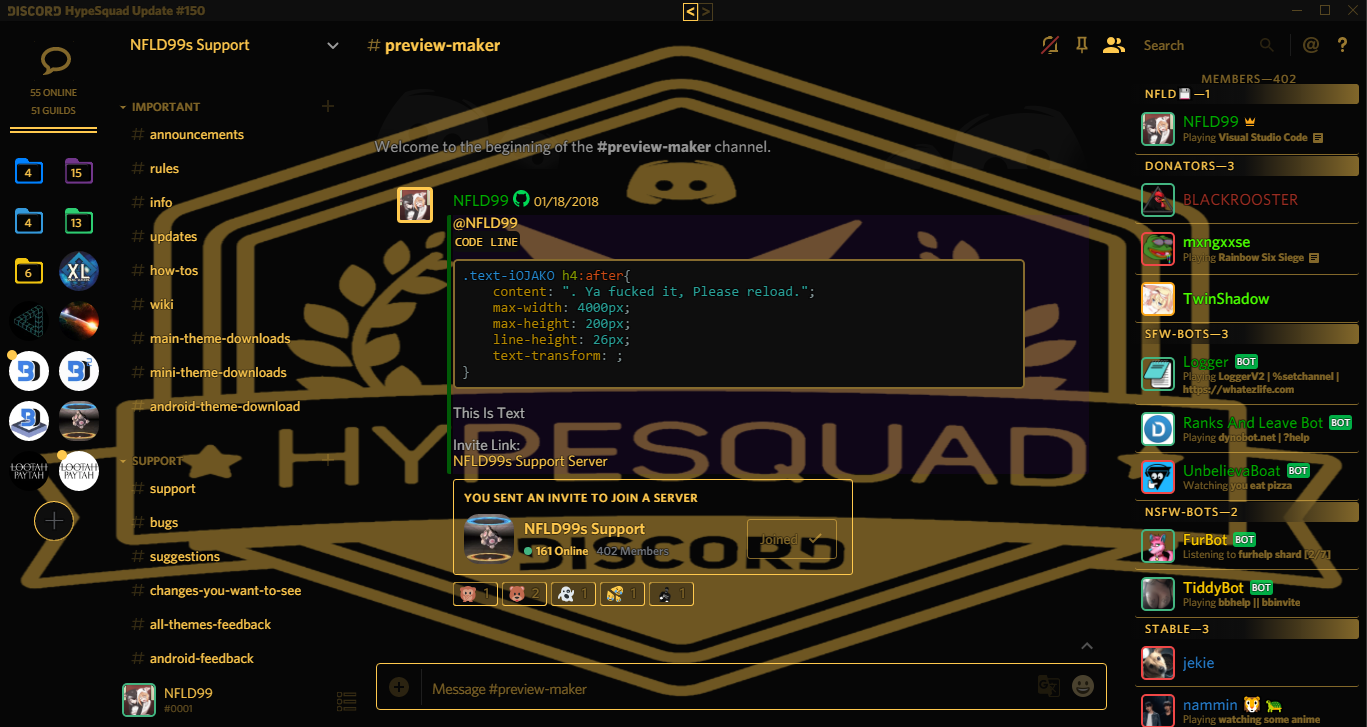 DISCORD HypeSquad Update #150
< >
55 ONLINE
51 GUILDS
4
15
4
13
6
XL
LOOTAH
PAYTAH
LOOTAH
PAYTAH
NFLD99s Support
IMPORTANT
# announcements
# rules
# info
# updates
# how-tos
# wiki
# main-theme-downloads
# mini-theme-downloads
# android-theme-download
SUPPORT
# support
# bugs
# suggestions
# changes-you-want-to-see
# all-themes-feedback
# android-feedback
NFLD99
#0001
# preview-maker
Search
@ ?
Welcome to the beginning of the #preview-maker channel.
NFLD99 01/18/2018
@NFLD99
CODE LINE
.text-iOJAKO h4:after{
content: ". Ya fucked it, Please reload.";
max-width: 4000px;
max-height: 200px;
line-height: 26px;
text-transform: ;
}
This Is Text
Invite Link:
NFLD99s Support Server
HYPESQUAD
YOU SENT AN INVITE TO JOIN A SERVER
NFLD99s Support
161 Online 402 Members
Joined
DISCORD
1 2 1 1 1
Message #preview-maker
MEMBERS—402
NFLD💾—1
NFLD99
Playing Visual Studio Code
DONATORS—3
BLACKROOSTER
mxngxxse
Playing Rainbow Six Siege
TwinShadow
SFW-BOTS—3
Logger BOT
Playing LoggerV2 | %setchannel |
https://whatezlife.com
Ranks And Leave Bot BOT
Playing dynobot.net | ?help
UnbelievaBoat BOT
Watching you eat pizza
NSFW-BOTS—2
FurBot BOT
Listening to furhelp shard [2/7]
TiddyBot BOT
Playing bbhelp || bbinvite
STABLE—3
jekie
nammin 🐯 🐢
Playing watching some anime